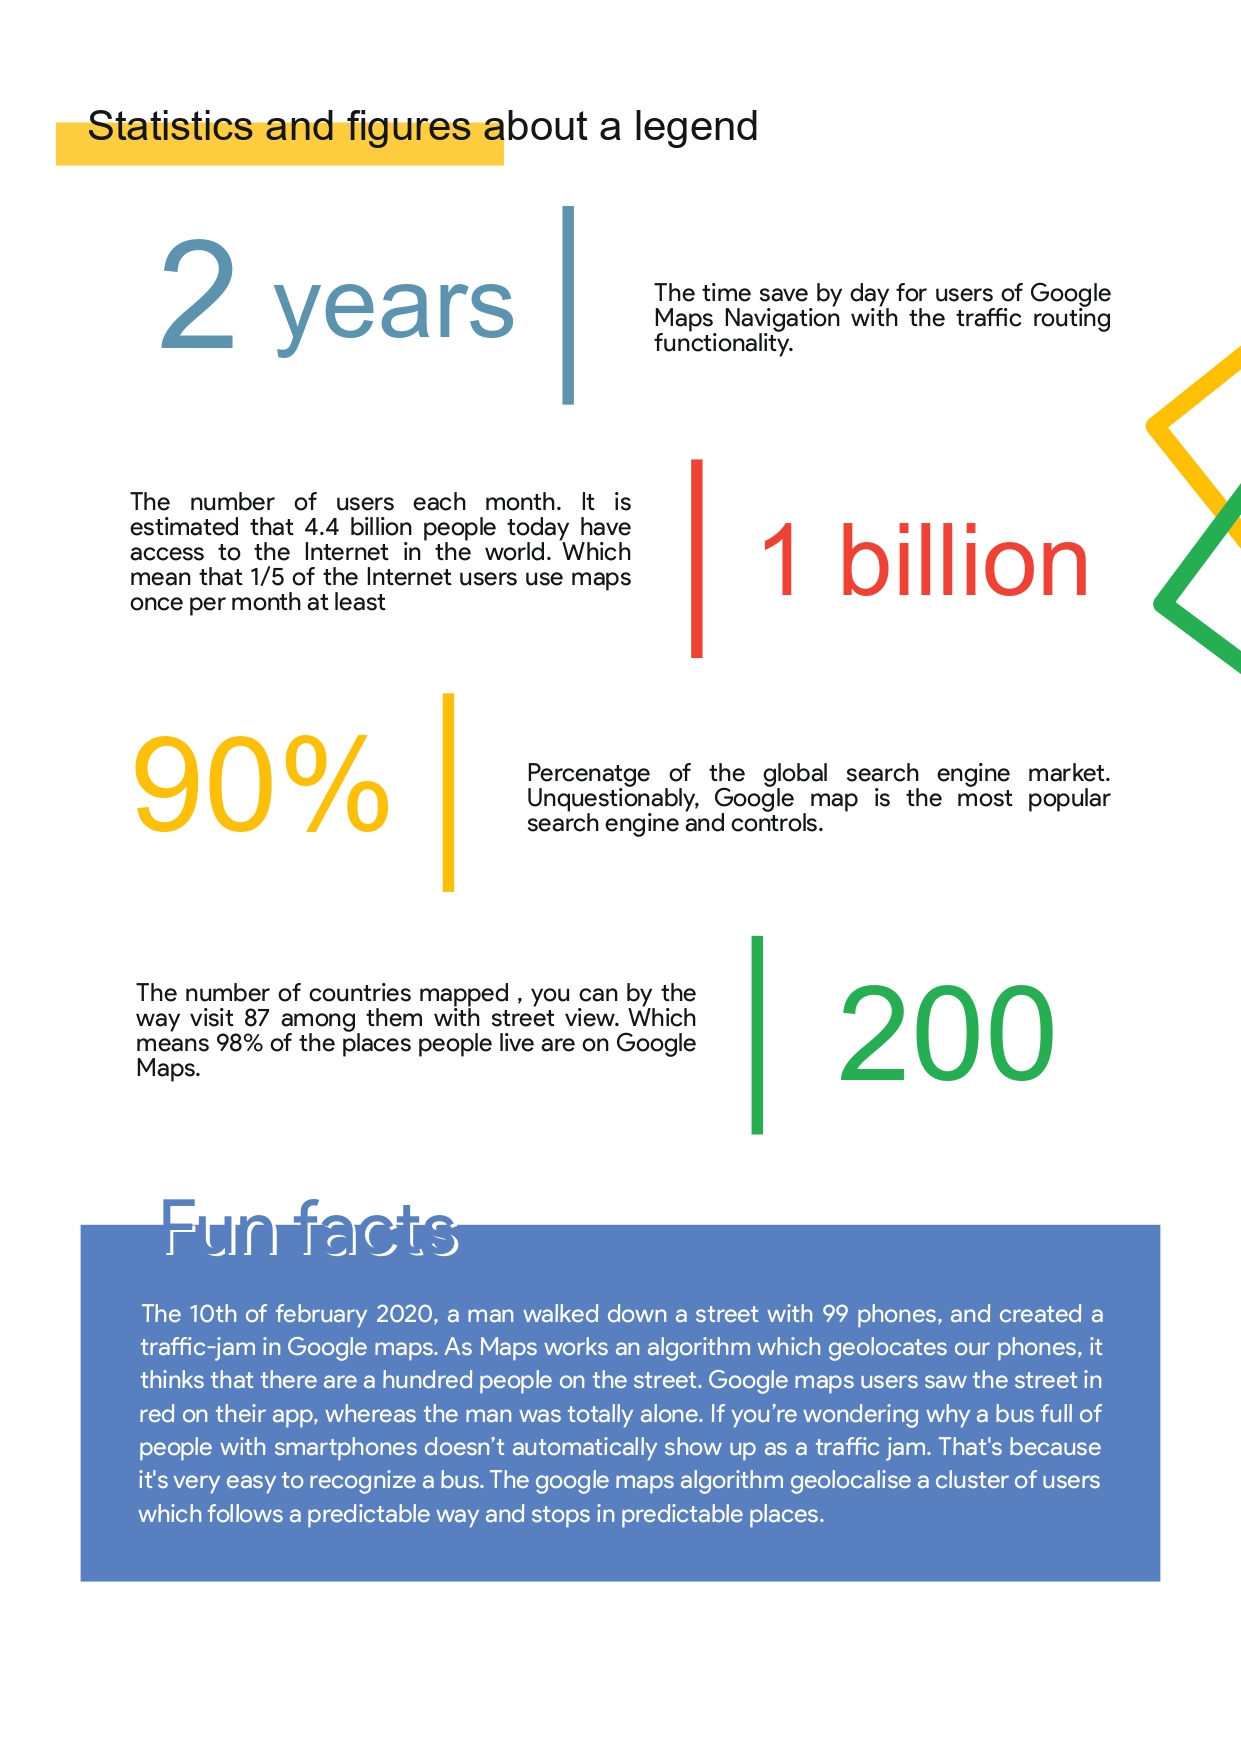 Statistics and figures about a legend
2 years
The time save by day for users of Google
Maps Navigation with the traffic routing
functionality.
The number of users each month. It is
estimated that 4.4 billion people today have
access to the Internet in the world. Which
mean that 1/5 of the Internet users use maps
once per month at least
1 billion
90%
Percenatge of the global search engine market.
Unquestionably, Google map is the most popular
search engine and controls.
The number of countries mapped , you can by the
way visit 87 among them with street view. Which
means 98% of the places people live are on Google
Maps.
200
Fun facts
The 10th of february 2020, a man walked down a street with 99 phones, and created a
traffic-jam in Google maps. As Maps works an algorithm which geolocates our phones, it
thinks that there are a hundred people on the street. Google maps users saw the street in
red on their app, whereas the man was totally alone. If you’re wondering why a bus full of
people with smartphones doesn’t automatically show up as a traffic jam. That's because
it's very easy to recognize a bus. The google maps algorithm geolocalise a cluster of users
which follows a predictable way and stops in predictable places.